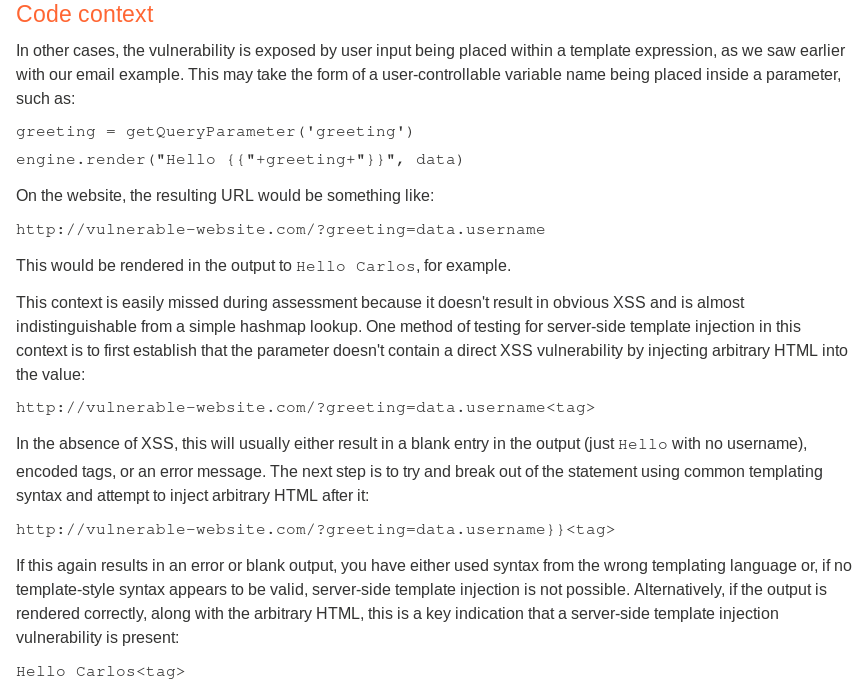 Code context
In other cases, the vulnerability is exposed by user input being placed within a template expression, as we saw earlier
with our email example. This may take the form of a user-controllable variable name being placed inside a parameter,
such as:
greeting = getQueryParameter('greeting')
engine.render("Hello {{"+greeting+"}}", data)
On the website, the resulting URL would be something like:
http://vulnerable-website.com/?greeting=data.username
This would be rendered in the output to Hello Carlos, for example.
This context is easily missed during assessment because it doesn't result in obvious XSS and is almost
indistinguishable from a simple hashmap lookup. One method of testing for server-side template injection in this
context is to first establish that the parameter doesn't contain a direct XSS vulnerability by injecting arbitrary HTML into
the value:
http://vulnerable-website.com/?greeting=data.username<tag>
In the absence of XSS, this will usually either result in a blank entry in the output (just Hello with no username),
encoded tags, or an error message. The next step is to try and break out of the statement using common templating
syntax and attempt to inject arbitrary HTML after it:
http://vulnerable-website.com/?greeting=data.username}}<tag>
If this again results in an error or blank output, you have either used syntax from the wrong templating language or, if no
template-style syntax appears to be valid, server-side template injection is not possible. Alternatively, if the output is
rendered correctly, along with the arbitrary HTML, this is a key indication that a server-side template injection
vulnerability is present:
Hello Carlos<tag>